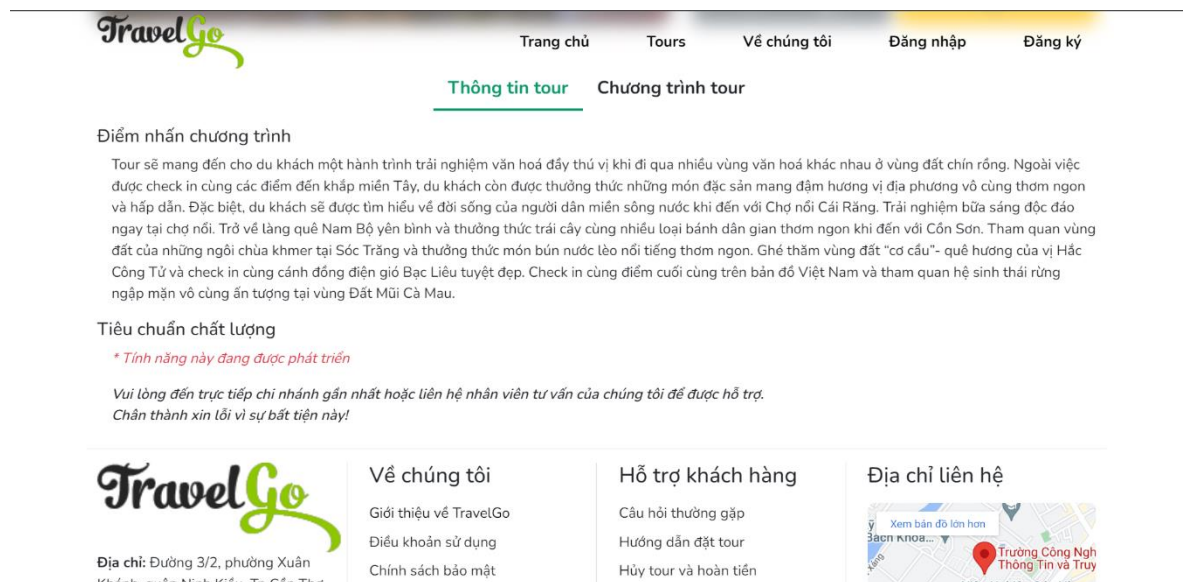 TravelGo
Trang chủ Tours Về chúng tôi Đăng nhập Đăng ký
Thông tin tour Chương trình tour
Điểm nhấn chương trình
Tour sẽ mang đến cho du khách một hành trình trải nghiệm văn hoá đầy thú vị khi đi qua nhiều vùng văn hoá khác nhau ở vùng đất chín rồng. Ngoài việc
được check in cùng các điểm đến khắp miền Tây, du khách còn được thưởng thức những món đặc sản mang đậm hương vị địa phương vô cùng thơm ngon
và hấp dẫn. Đặc biệt, du khách sẽ được tìm hiểu về đời sống của người dân miền sông nước khi đến với Chợ nổi Cái Răng. Trải nghiệm bữa sáng độc đáo
ngay tại chợ nổi. Trở về làng quê Nam Bộ yên bình và thưởng thức trái cây cùng nhiều loại bánh dân gian thơm ngon khi đến với Cồn Sơn. Tham quan vùng
đất của những ngôi chùa khmer tại Sóc Trăng và thưởng thức món bún nước lèo nổi tiếng thơm ngon. Ghé thăm vùng đất “cơ cầu”- quê hương của vị Hắc
Công Tử và check in cùng cánh đồng điện gió Bạc Liêu tuyệt đẹp. Check in cùng điểm cuối cùng trên bản đồ Việt Nam và tham quan hệ sinh thái rừng
ngập mặn vô cùng ấn tượng tại vùng Đất Mũi Cà Mau.
Tiêu chuẩn chất lượng
* Tính năng này đang được phát triển
Vui lòng đến trực tiếp chi nhánh gần nhất hoặc liên hệ nhân viên tư vấn của chúng tôi để được hỗ trợ.
Chân thành xin lỗi vì sự bất tiện này!
TravelGo
Địa chỉ: Đường 3/2, phường Xuân
Khánh, quận Ninh Kiều, Tp Cần Thơ
Về chúng tôi
Giới thiệu về TravelGo
Điều khoản sử dụng
Chính sách bảo mật
Hỗ trợ khách hàng
Câu hỏi thường gặp
Hướng dẫn đặt tour
Hủy tour và hoàn tiền
Địa chỉ liên hệ
Xem bản đồ lớn hơn
Bách Khoa...
Trường Công Ngh
Thông Tin và Truy